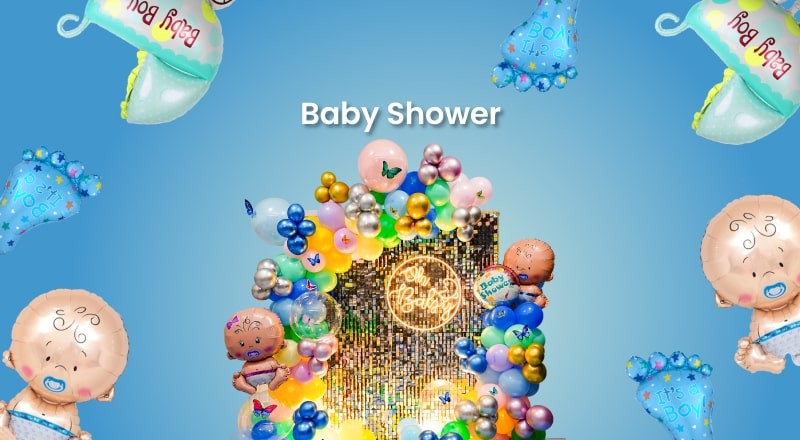 Baby Boy
It's a
Boy
Baby Boy
Baby Shower
It's a
BOY
Oh
Baby
Baby
Shower
It's a
Boy!